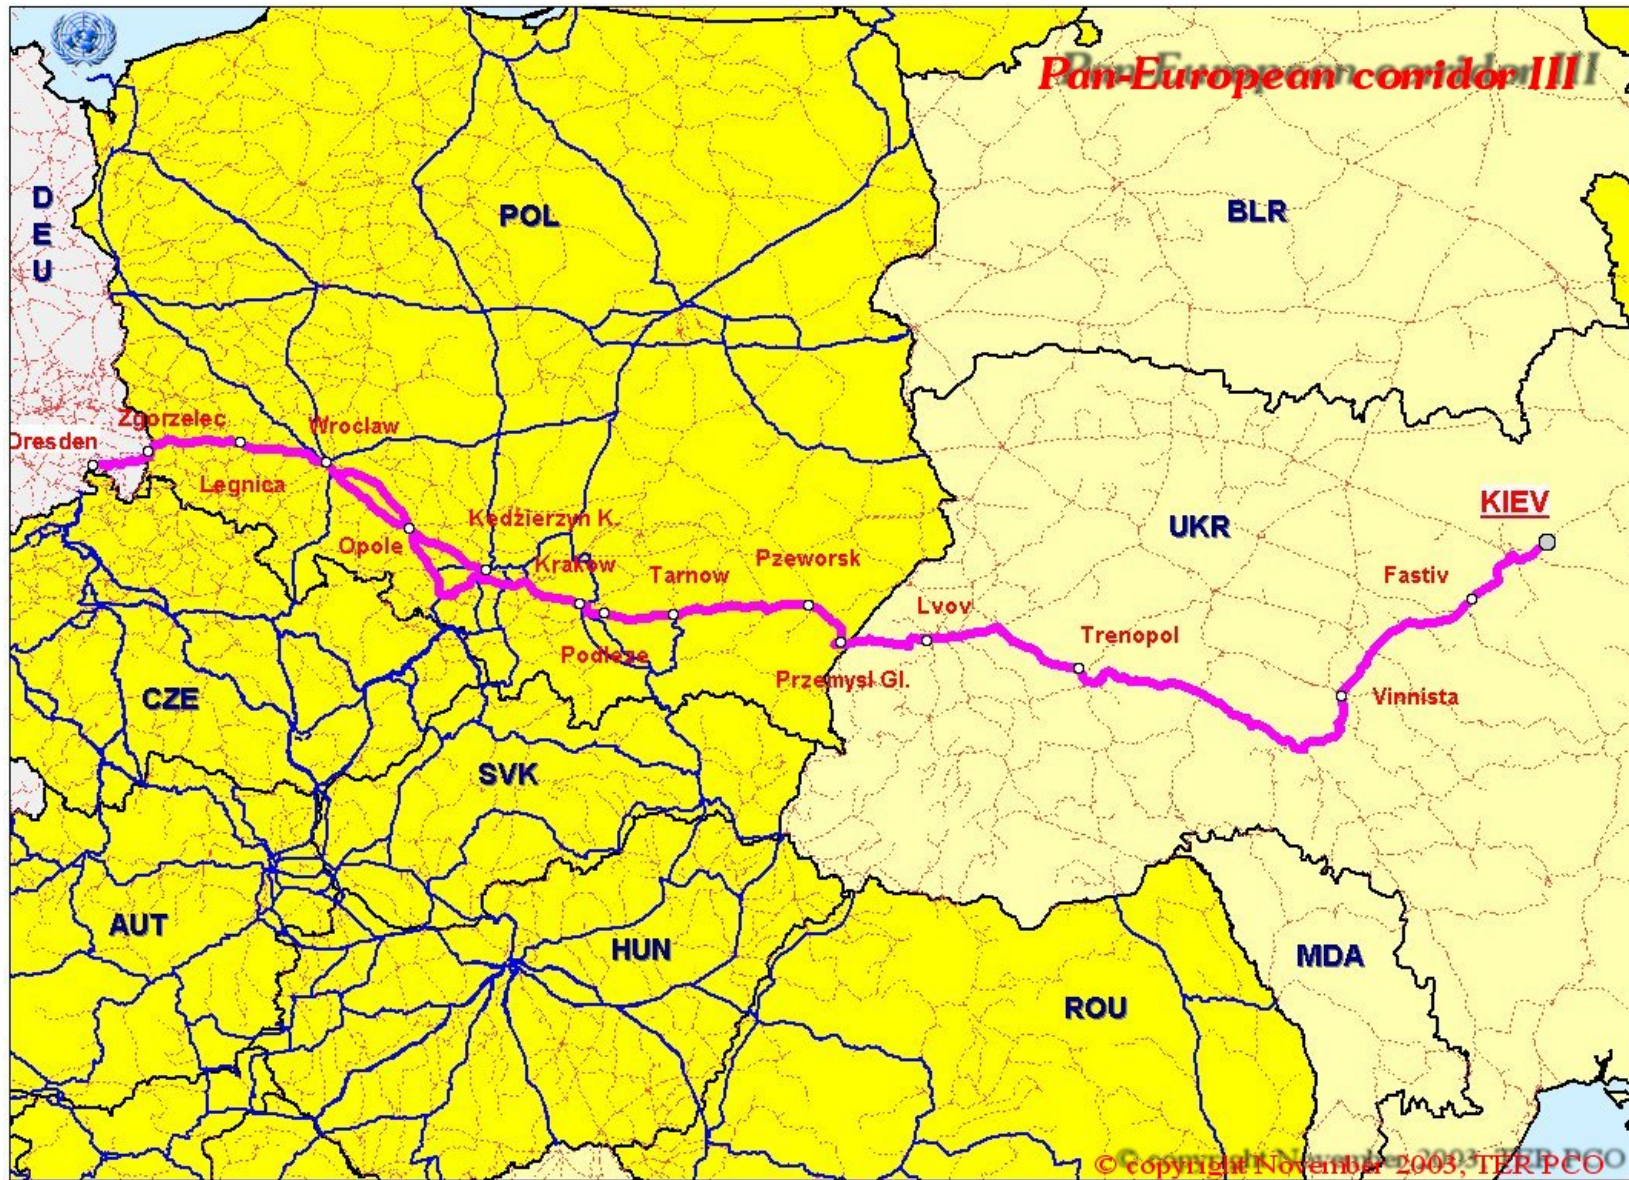 Pan-European corridor III
D
E
U
POL
BLR
Zgorzelec
Wroclaw
Dresden
Legnica
KIEV
Kedzierzyn K.
UKR
Opole
Krakow
Tarnow
Pzeworsk
Fastiv
Lvov
Trenopol
Podleze
Przemysl Gl.
Vinnista
CZE
SVK
AUT
HUN
MDA
ROU
© copyright November 2003, TER PCO